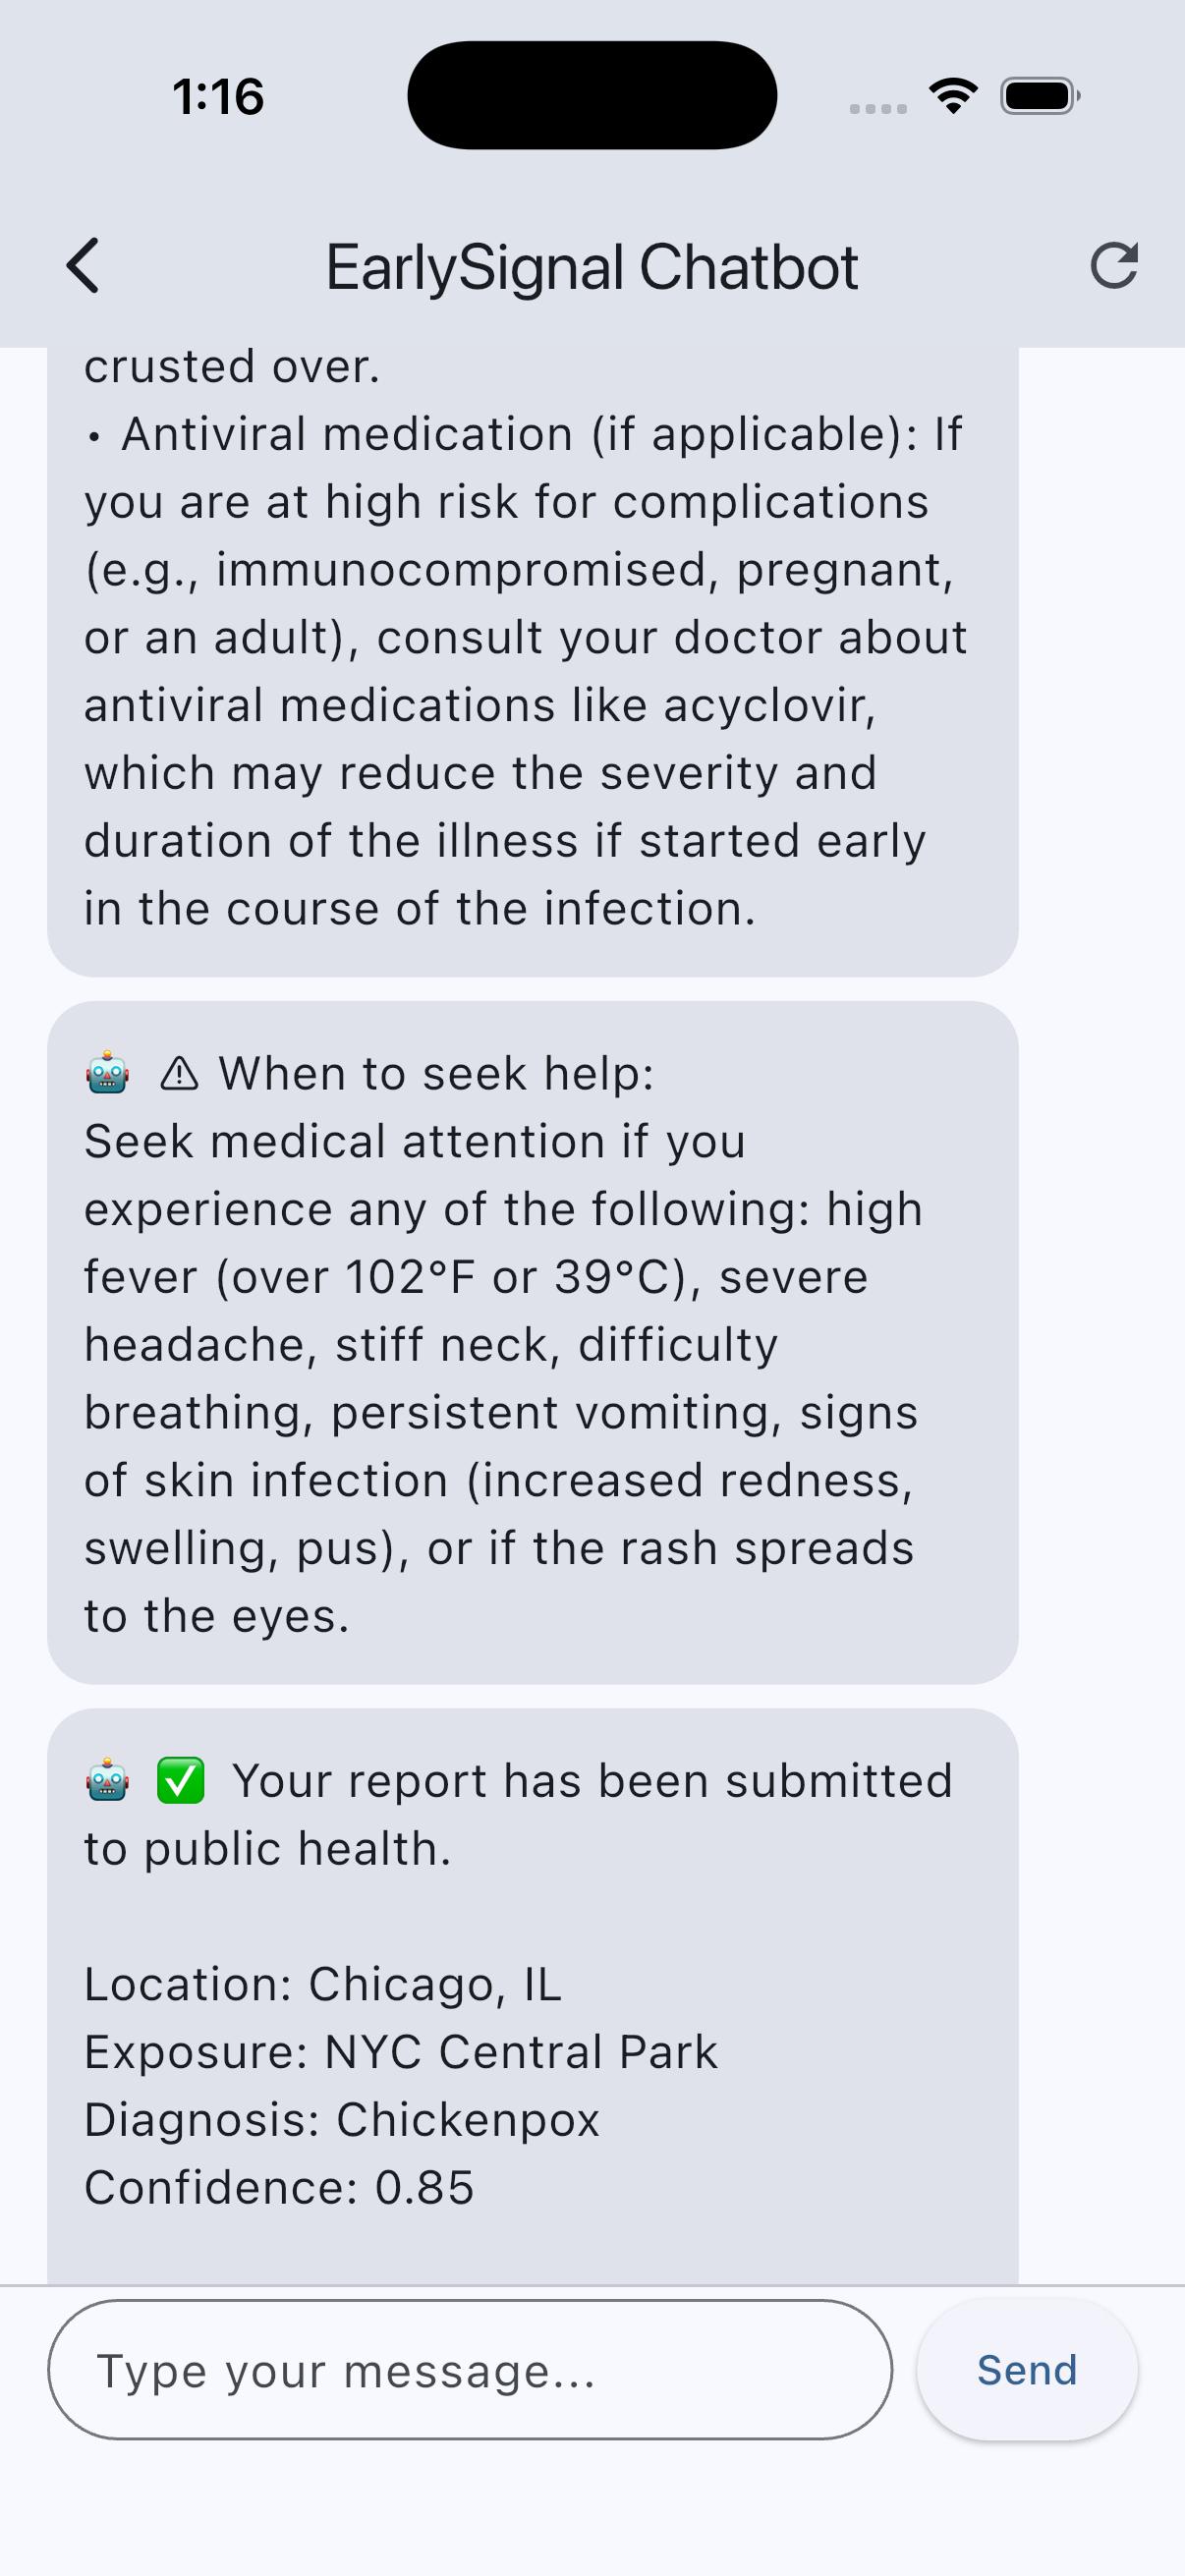 1:16
EarlySignal Chatbot
crusted over.
• Antiviral medication (if applicable): If
you are at high risk for complications
(e.g., immunocompromised, pregnant,
or an adult), consult your doctor about
antiviral medications like acyclovir,
which may reduce the severity and
duration of the illness if started early
in the course of the infection.
🤖 ⚠ When to seek help:
Seek medical attention if you
experience any of the following: high
fever (over 102°F or 39°C), severe
headache, stiff neck, difficulty
breathing, persistent vomiting, signs
of skin infection (increased redness,
swelling, pus), or if the rash spreads
to the eyes.
🤖 ✅ Your report has been submitted
to public health.
Location: Chicago, IL
Exposure: NYC Central Park
Diagnosis: Chickenpox
Confidence: 0.85
Type your message...
Send